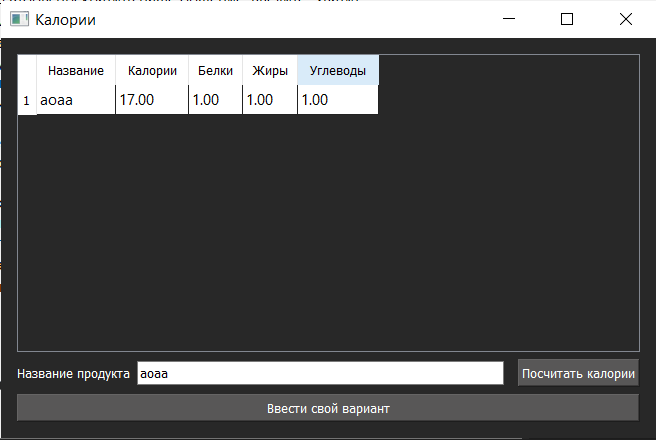 Калории
Название Калории Белки Жиры Углеводы
1 аоаа 17.00 1.00 1.00 1.00
Название продукта аоаа Посчитать калории
Ввести свой вариант